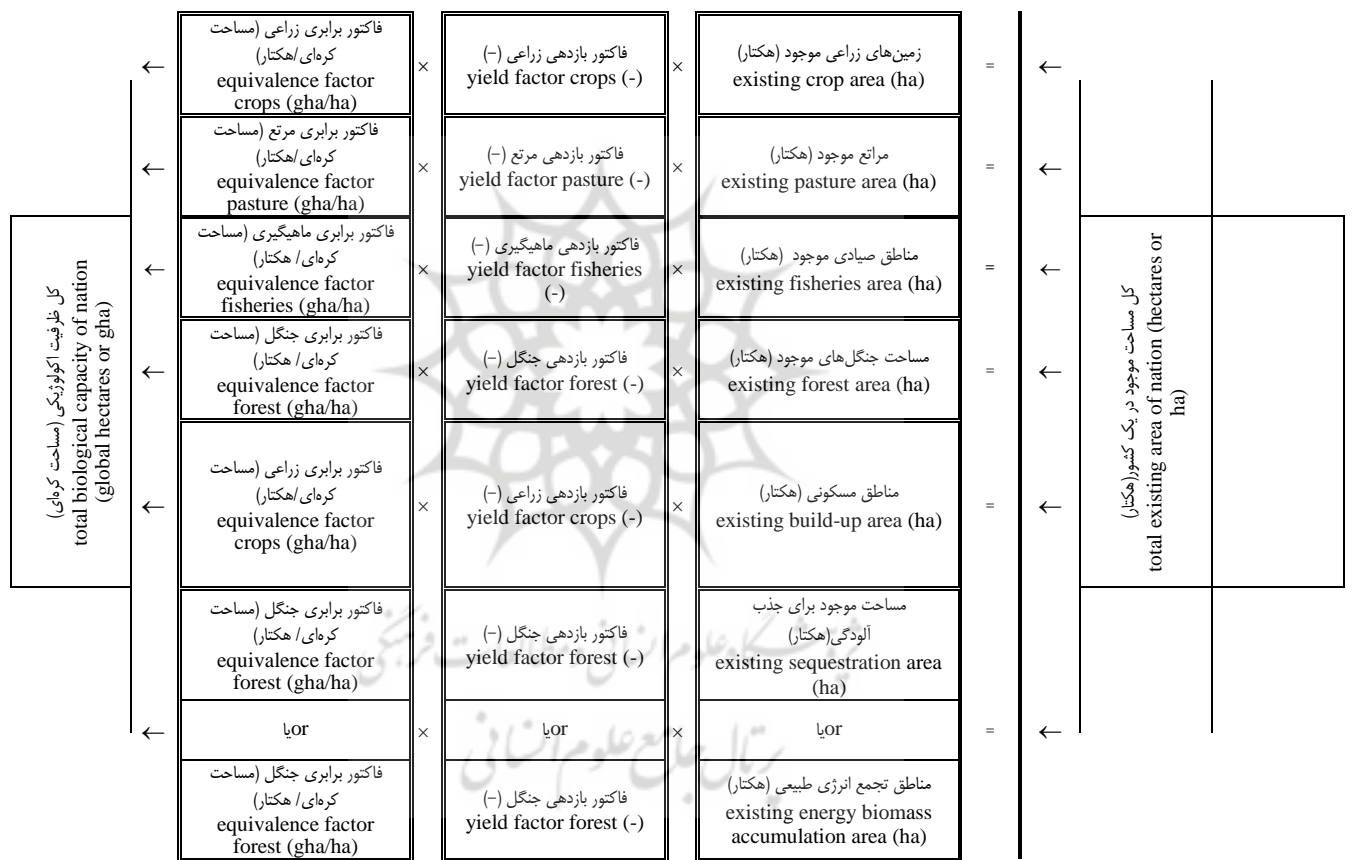 فاکتور برابری زراعی (مساحت
کره‌ای/هکتار)
equivalence factor
crops (gha/ha)
×
فاکتور بازدهی زراعی (−)
yield factor crops (-)
×
زمین‌های زراعی موجود (هکتار)
existing crop area (ha)
=
فاکتور برابری مرتع (مساحت
کره‌ای/هکتار)
equivalence factor
pasture (gha/ha)
×
فاکتور بازدهی مرتع (−)
yield factor pasture (-)
×
مراتع موجود (هکتار)
existing pasture area (ha)
=
فاکتور برابری ماهیگیری (مساحت
کره‌ای/ هکتار)
equivalence factor
fisheries (gha/ha)
×
فاکتور بازدهی ماهیگیری (−)
yield factor fisheries
(-)
×
مناطق صیادی موجود (هکتار)
existing fisheries area (ha)
=
کل ظرفیت اکولوژیکی (مساحت کره‌ای)
total biological capacity of nation
(global hectares or gha)
فاکتور برابری جنگل (مساحت
کره‌ای/ هکتار)
equivalence factor
forest (gha/ha)
×
فاکتور بازدهی جنگل (−)
yield factor forest (-)
×
مساحت جنگل‌های موجود (هکتار)
existing forest area (ha)
=
کل مساحت موجود در یک کشور(هکتار)
total existing area of nation (hectares or
ha)
فاکتور برابری زراعی (مساحت
کره‌ای/هکتار)
equivalence factor
crops (gha/ha)
×
فاکتور بازدهی زراعی (−)
yield factor crops (-)
×
مناطق مسکونی (هکتار)
existing build-up area (ha)
=
فاکتور برابری جنگل (مساحت
کره‌ای/ هکتار)
equivalence factor
forest (gha/ha)
فاکتور بازدهی جنگل (−)
yield factor forest (-)
مساحت موجود برای جذب
آلودگی(هکتار)
existing sequestration area
(ha)
یاor
×
یاor
×
یاor
=
فاکتور برابری جنگل (مساحت
کره‌ای/ هکتار)
equivalence factor
forest (gha/ha)
فاکتور بازدهی جنگل (−)
yield factor forest (-)
مناطق تجمع انرژی طبیعی (هکتار)
existing energy biomass
accumulation area (ha)
پژوهشگاه علوم انسانی و مطالعات فرهنگی
پرتال جامع علوم انسانی